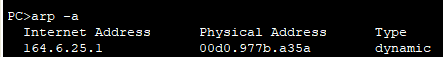 PC>arp -a
Internet Address Physical Address Type
164.6.25.1 00d0.977b.a35a dynamic